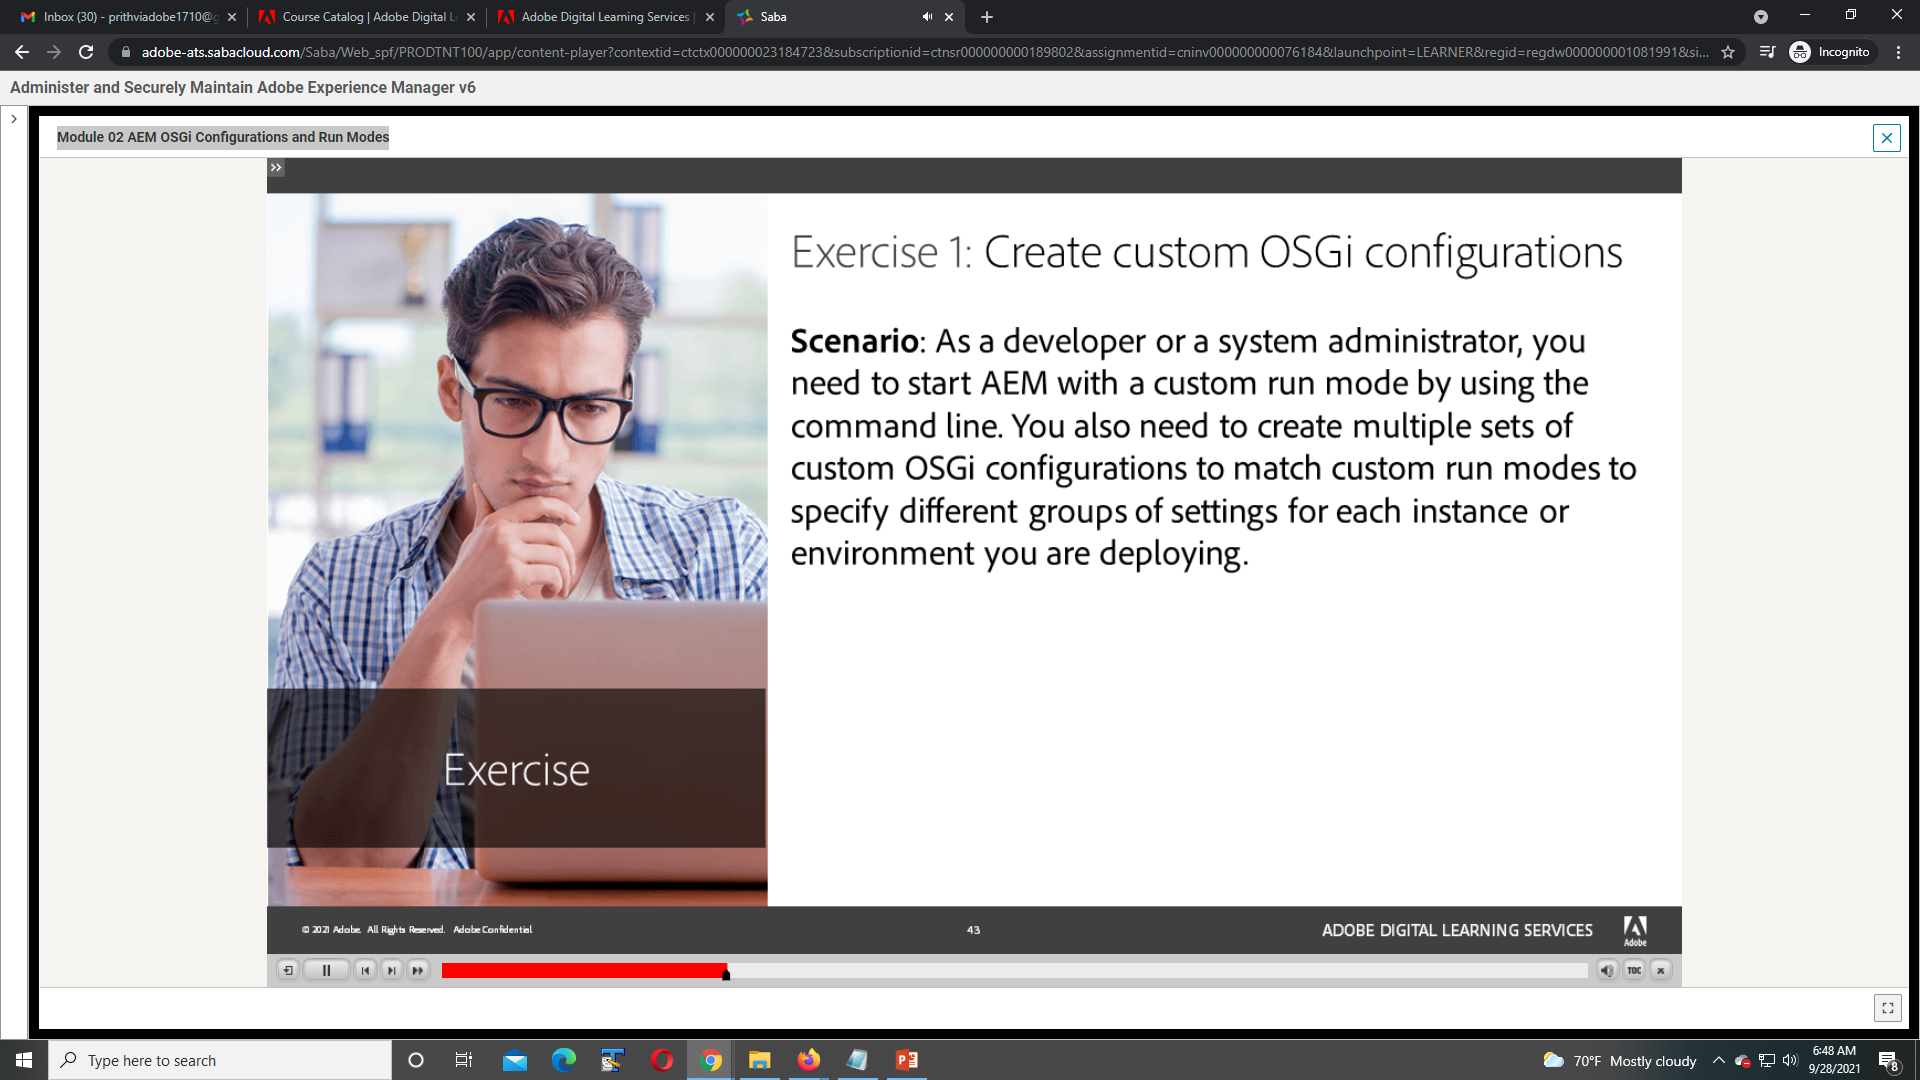 Inbox (30) - prithviadobe1710@g
Course Catalog | Adobe Digital L
Adobe Digital Learning Services |
Saba
adobe-ats.sabacloud.com/Saba/Web_spf/PRODTNT100/app/content-player?contextid=ctctx000000023184723&subscriptionid=ctnsr000000000189802&assignmentid=cninv000000000076184&launchpoint=LEARNER&regid=regdw000000001081991&si...
Incognito
Administer and Securely Maintain Adobe Experience Manager v6
Module 02 AEM OSGi Configurations and Run Modes
Exercise 1: Create custom OSGi configurations
Scenario: As a developer or a system administrator, you
need to start AEM with a custom run mode by using the
command line. You also need to create multiple sets of
custom OSGi configurations to match custom run modes to
specify different groups of settings for each instance or
environment you are deploying.
Exercise
© 2021 Adobe. All Rights Reserved. Adobe Confidential
43
ADOBE DIGITAL LEARNING SERVICES
Adobe
TOC
Type here to search
70°F Mostly cloudy
6:48 AM
9/28/2021
8